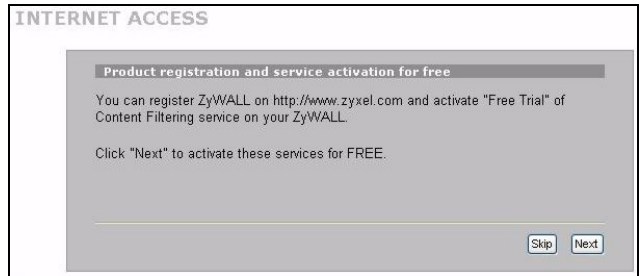 INTERNET ACCESS
Product registration and service activation for free
You can register ZyWALL on http://www.zyxel.com and activate "Free Trial" of
Content Filtering service on your ZyWALL.
Click "Next" to activate these services for FREE.
Skip Next